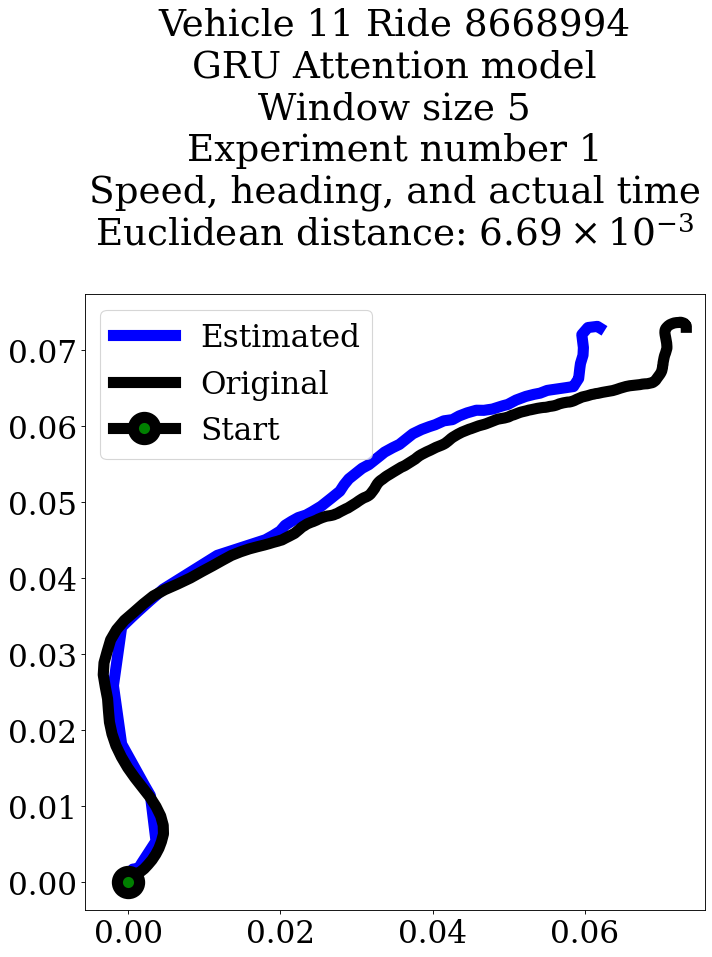 Vehicle 11 Ride 8668994
GRU Attention model
Window size 5
Experiment number 1
Speed, heading, and actual time
Euclidean distance: 6.69 × 10⁻³
Estimated
Original
Start
0.07
0.06
0.05
0.04
0.03
0.02
0.01
0.00
0.00 0.02 0.04 0.06